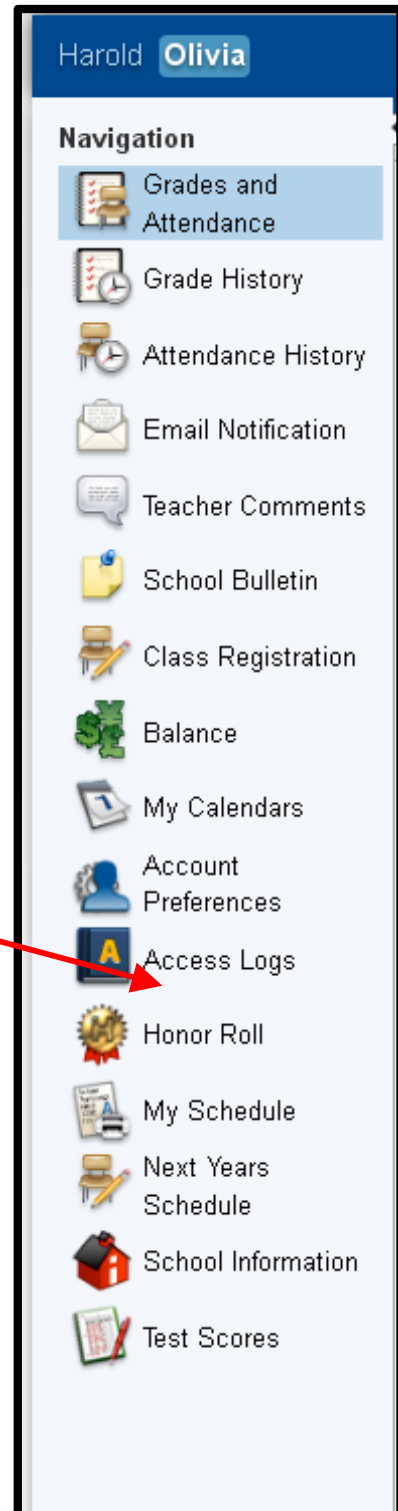 Harold Olivia
Navigation
Grades and
Attendance
Grade History
Attendance History
Email Notification
Teacher Comments
School Bulletin
Class Registration
Balance
My Calendars
Account
Preferences
Access Logs
Honor Roll
My Schedule
Next Years
Schedule
School Information
Test Scores